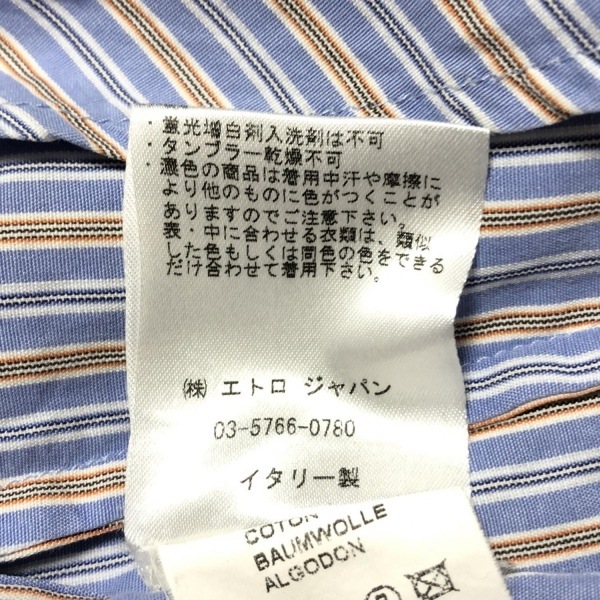 ・蛍光増白剤入洗剤は不可
・タンブラー乾燥不可
・濃色の商品は着用中汗や摩擦に
より他のものに色がつくことが
ありますのでご注意下さい。
表・中に合わせる衣類は、類似
した色もしくは同色の色をできる
だけ合わせて着用下さい。
㈱ エトロ ジャパン
03-5766-0780
イタリー製
COTON
BAUMWOLLE
ALGODON